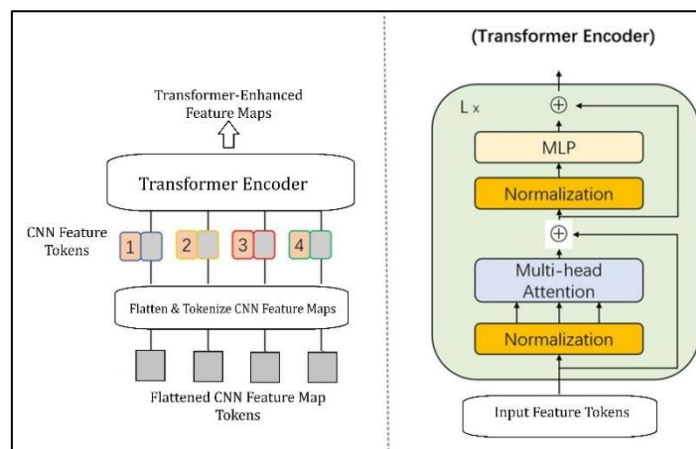 Transformer-Enhanced
Feature Maps
Transformer Encoder
CNN Feature
Tokens
1 2 3 4
Flatten & Tokenize CNN Feature Maps
Flattened CNN Feature Map
Tokens
(Transformer Encoder)
L x
MLP
Normalization
Multi-head
Attention
Normalization
Input Feature Tokens